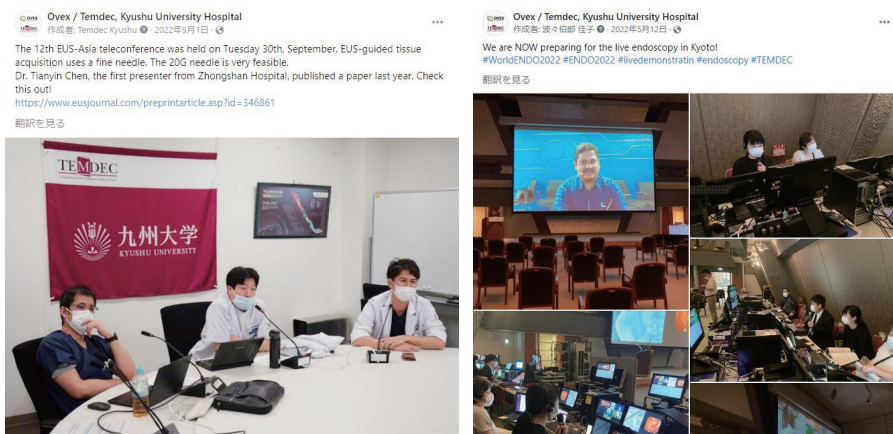 Ovex / Temdec, Kyushu University Hospital
作成者: Temdec Kyushu · 2022年9月1日 ·
The 12th EUS-Asia teleconference was held on Tuesday 30th, September. EUS-guided tissue
acquisition uses a fine needle. The 20G needle is very feasible.
Dr. Tianyin Chen, the first presenter from Zhongshan Hospital, published a paper last year. Check
this out!
https://www.eusjournal.com/preprintarticle.asp?id=346861
翻訳を見る
TEMDEC
九州大学
KYUSHU UNIVERSITY
Ovex / Temdec, Kyushu University Hospital
作成者: 波々伯部 佳子 · 2022年5月12日 ·
We are NOW preparing for the live endoscopy in Kyoto!
#WorldENDO2022 #ENDO2022 #livedemonstratin #endoscopy #TEMDEC
翻訳を見る